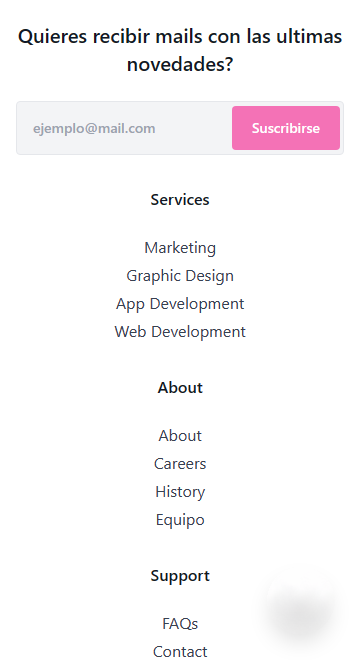 Quieres recibir mails con las ultimas
novedades?
ejemplo@mail.com
Suscribirse
Services
Marketing
Graphic Design
App Development
Web Development
About
About
Careers
History
Equipo
Support
FAQs
Contact